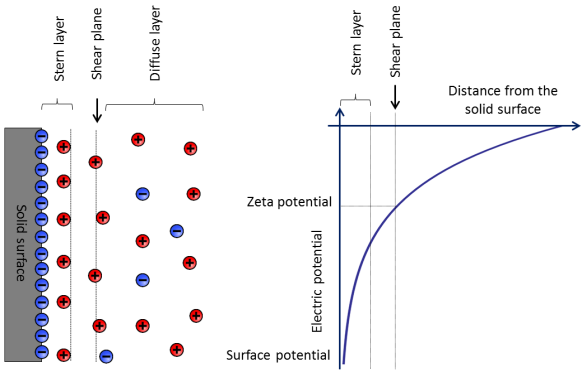 Stern layer
Shear plane
Diffuse layer
Solid surface
Stern layer
Shear plane
Distance from the
solid surface
Zeta potential
Electric potential
Surface potential